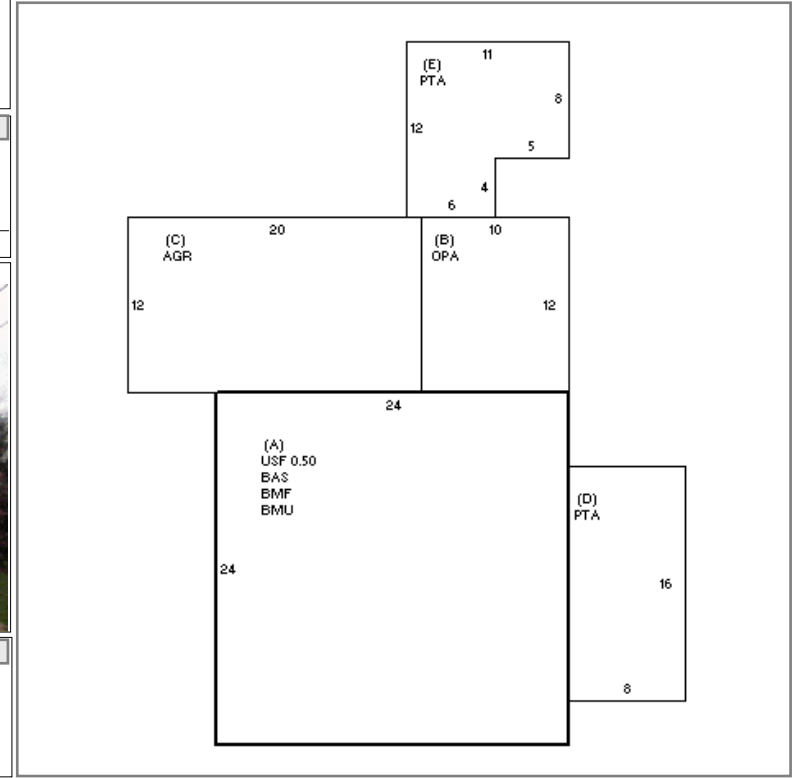 11
(E)
PTA
8
12
5
4
6
20
10
(C)
AGR
(B)
OPA
12
12
24
(A)
USF 0.50
BAS
BMF
BMU
(D)
PTA
24
16
8